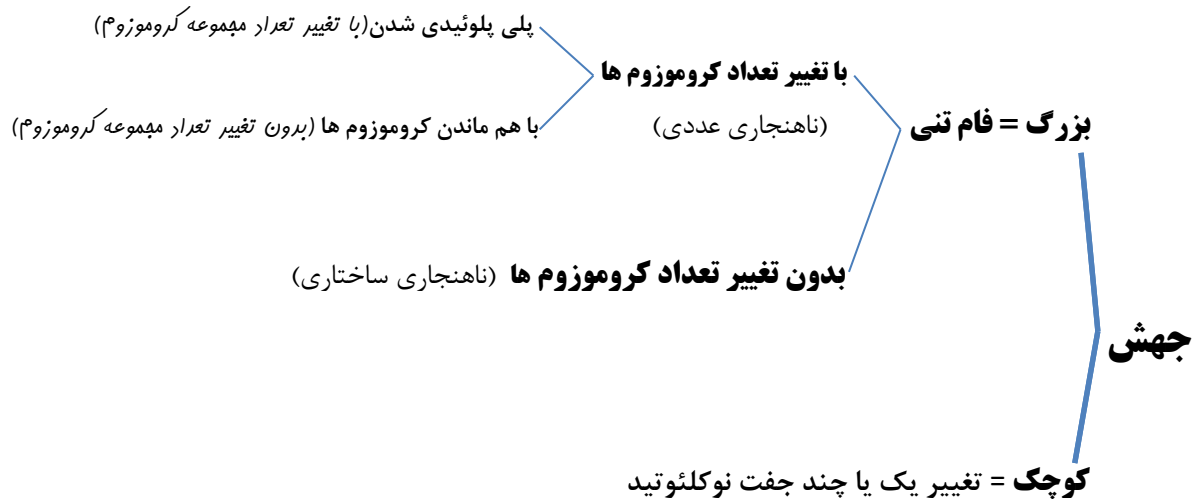 پلی پلوئیدی شدن(با تغییر تعداد مجموعه کروموزوم)
با تغییر تعداد کروموزوم ها
بزرگ = فام تنی
(ناهنجاری عددی)
با هم ماندن کروموزوم ها (بدون تغییر تعداد مجموعه کروموزوم)
بدون تغییر تعداد کروموزوم ها (ناهنجاری ساختاری)
جهش
کوچک = تغییر یک یا چند جفت نوکلئوتید